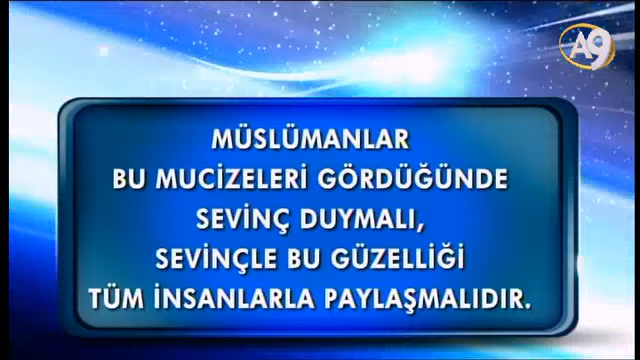 A9
MÜSLÜMANLAR
BU MUCİZELERİ GÖRDÜĞÜNDE
SEVİNÇ DUYMALI,
SEVİNÇLE BU GÜZELLİĞİ
TÜM İNSANLARLA PAYLAŞMALIDIR.